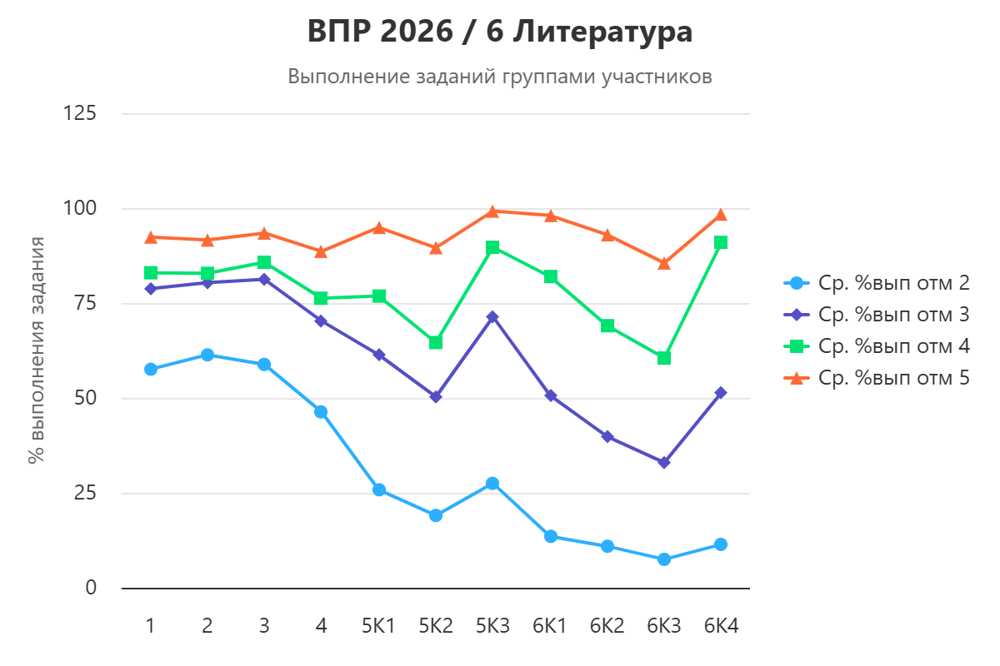 ВПР 2026 / 6 Литература
Выполнение заданий группами участников
% выполнения задания
125
100
75
50
25
0
1 2 3 4 5К1 5К2 5К3 6К1 6К2 6К3 6К4
Ср. %вып отм 2
Ср. %вып отм 3
Ср. %вып отм 4
Ср. %вып отм 5